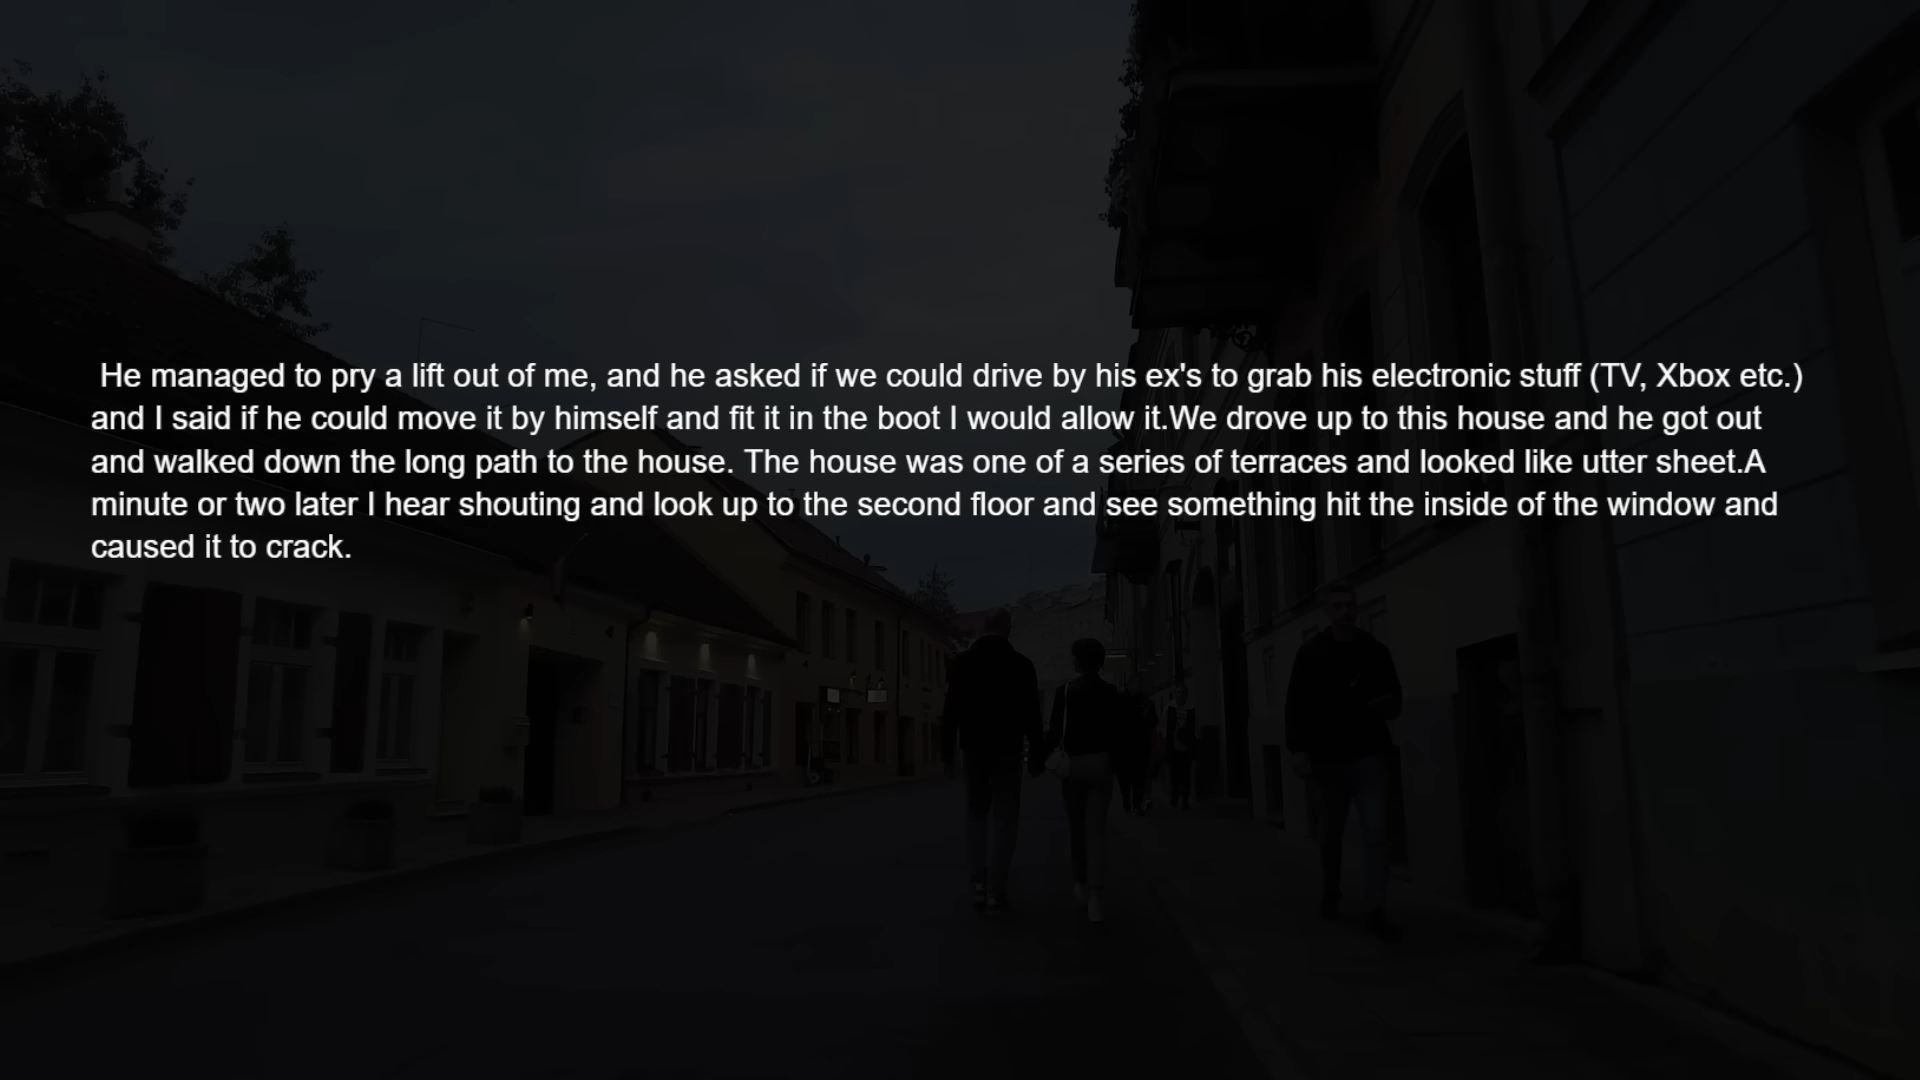 He managed to pry a lift out of me, and he asked if we could drive by his ex's to grab his electronic stuff (TV, Xbox etc.)
and I said if he could move it by himself and fit it in the boot I would allow it.We drove up to this house and he got out
and walked down the long path to the house. The house was one of a series of terraces and looked like utter sheet.A
minute or two later I hear shouting and look up to the second floor and see something hit the inside of the window and
caused it to crack.